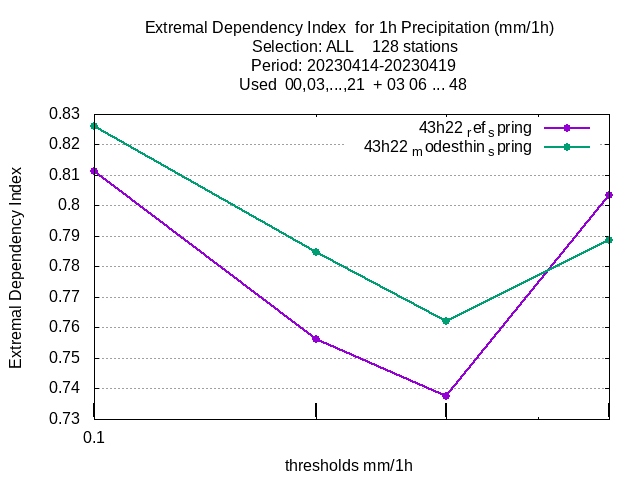 Extremal Dependency Index  for 1h Precipitation (mm/1h)
Selection: ALL    128 stations
Period: 20230414-20230419
Used  00,03,...,21  + 03 06 ... 48
43h22 ref spring
43h22 modesthin spring
0.83
0.82
0.81
0.8
0.79
0.78
0.77
0.76
0.75
0.74
0.73
Extremal Dependency Index
0.1
thresholds mm/1h